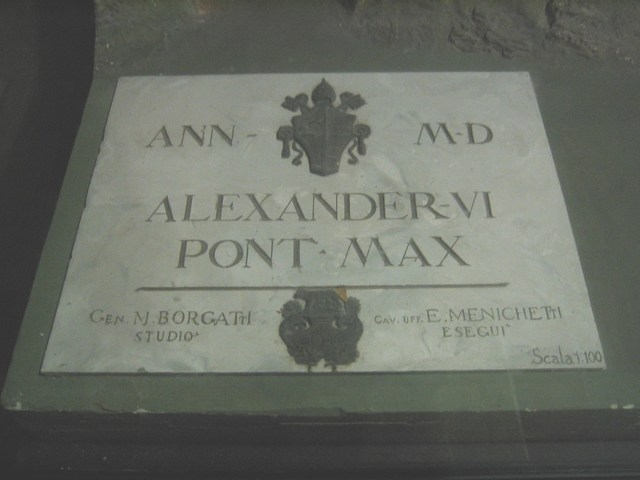 ANN- M·D
ALEXANDER-VI
PONT· MAX
GEN. M. BORGATTI
STUDIO
CAV. UFF. E. MENICHETTI
ESEGUI
Scala 1:100